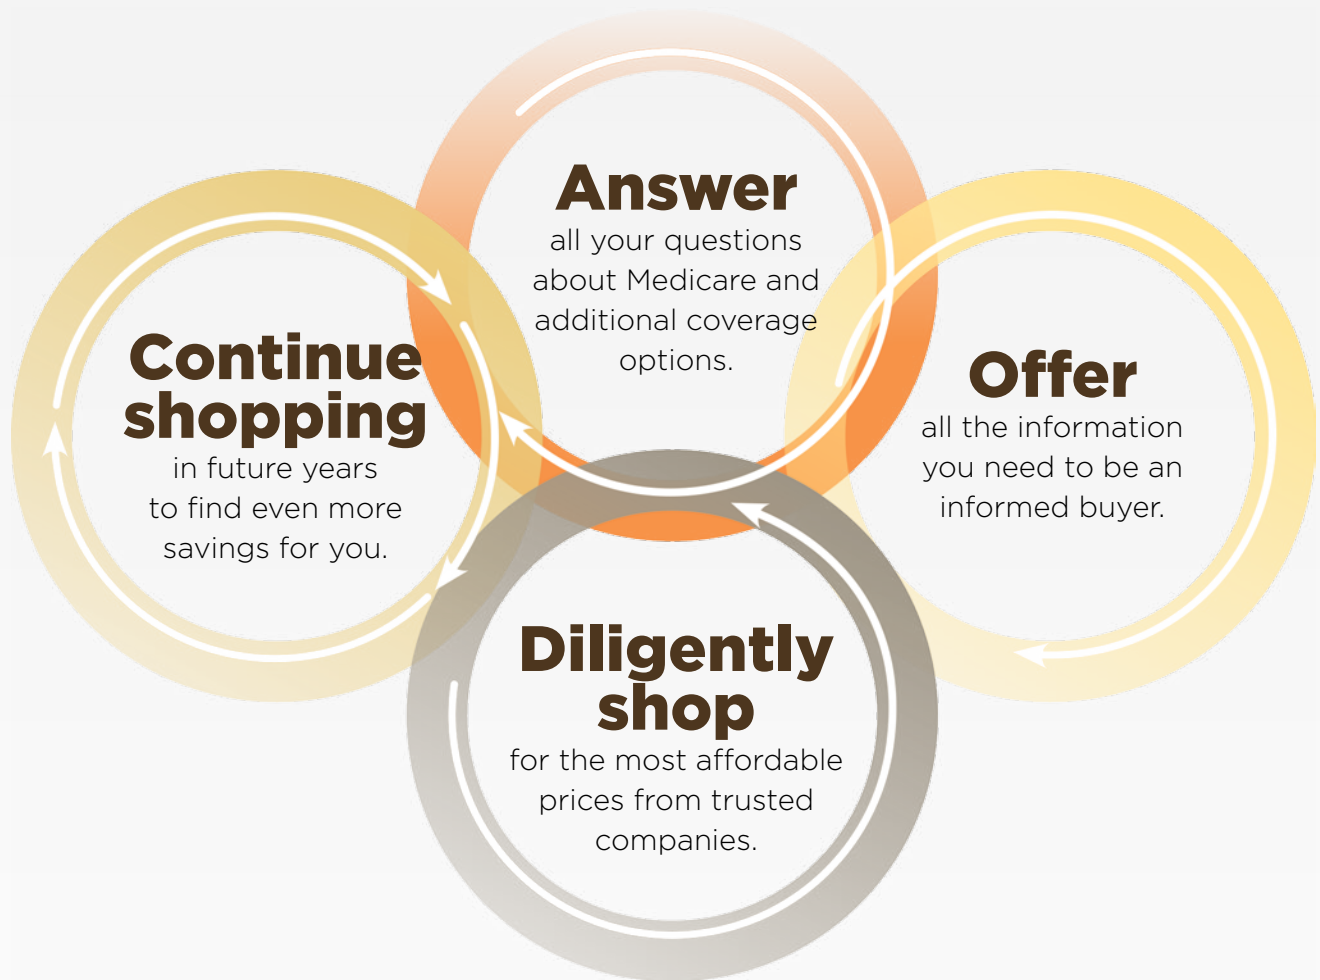 Answer
all your questions
about Medicare and
additional coverage
options.
Offer
all the information
you need to be an
informed buyer.
Diligently
shop
for the most affordable
prices from trusted
companies.
Continue
shopping
in future years
to find even more
savings for you.